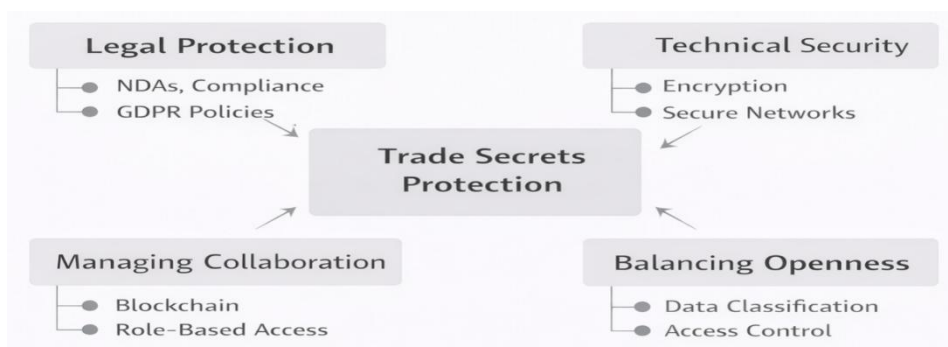 Legal Protection
NDAs, Compliance
GDPR Policies
Technical Security
Encryption
Secure Networks
Trade Secrets
Protection
Managing Collaboration
Blockchain
Role-Based Access
Balancing Openness
Data Classification
Access Control